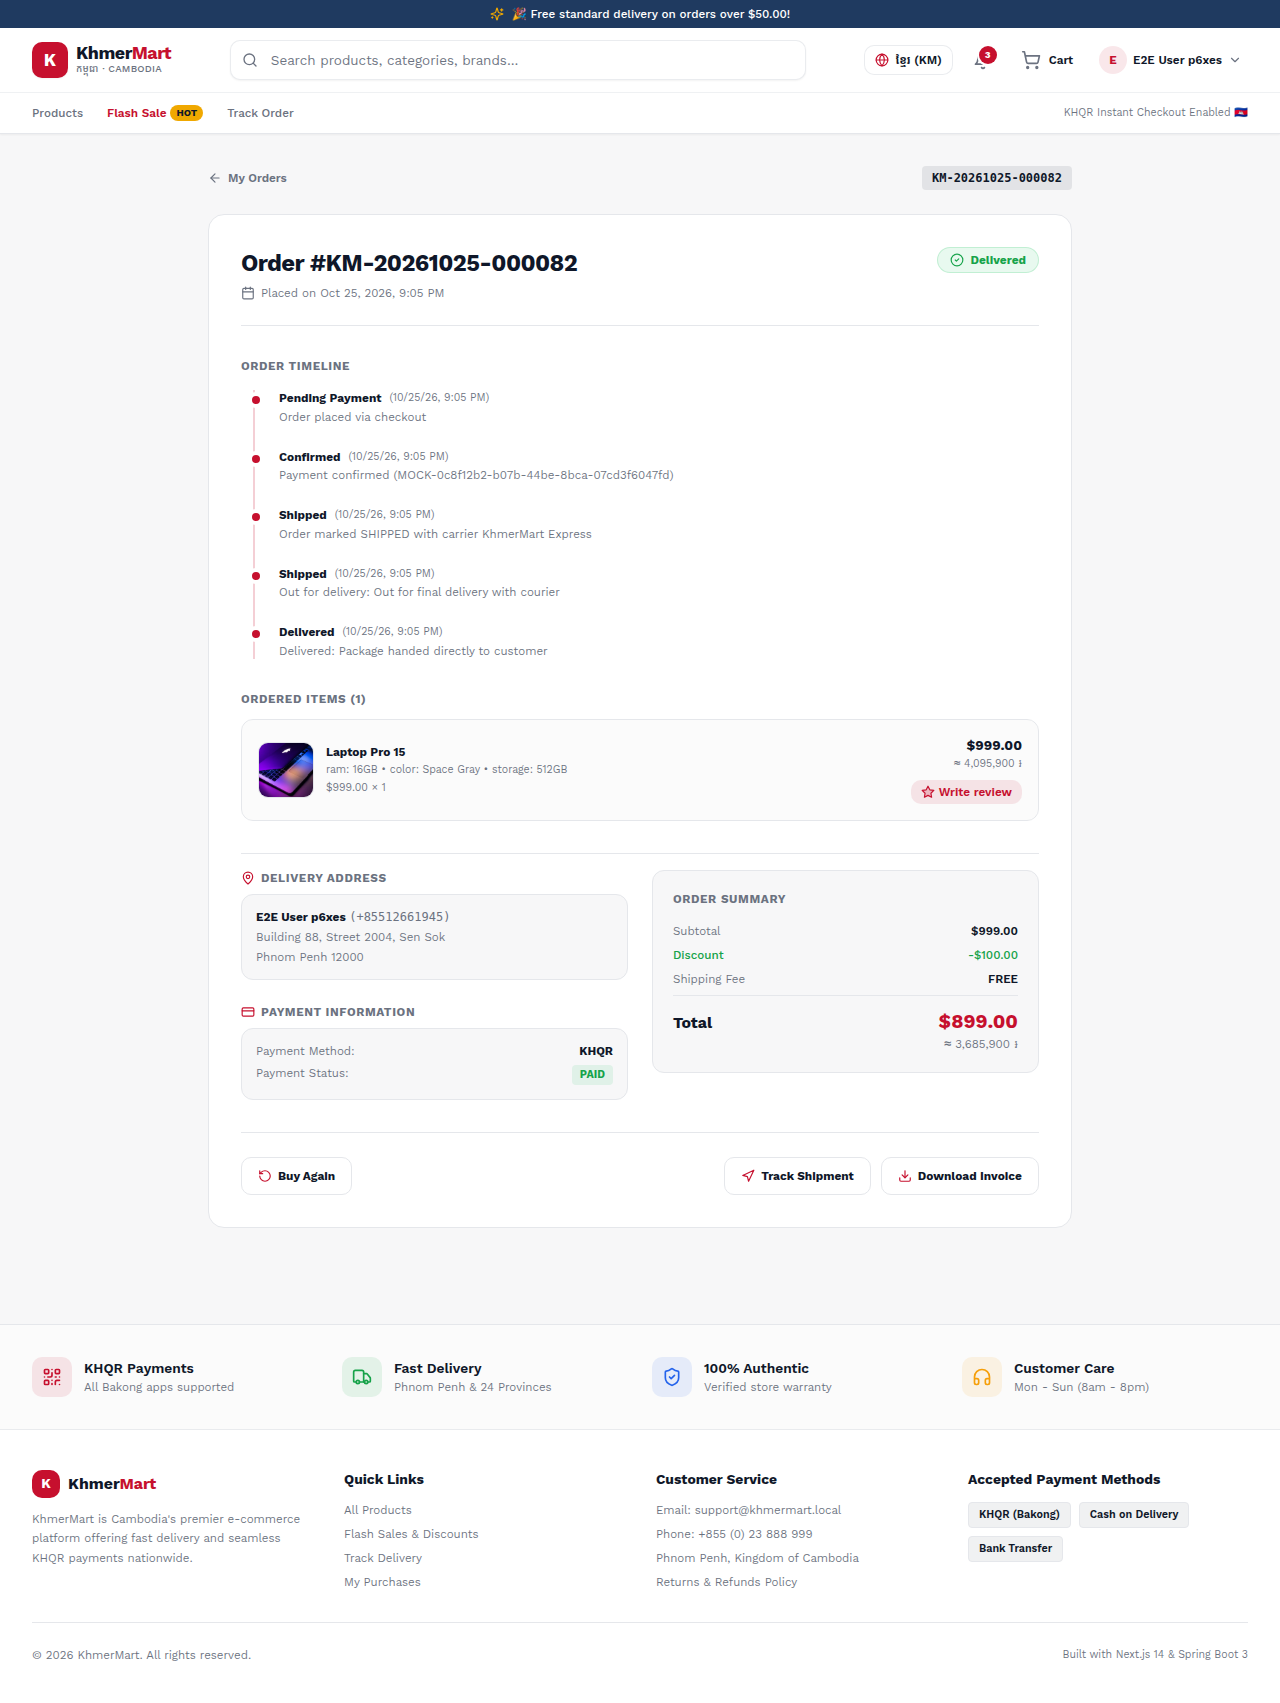 ✨ 🎉 Free standard delivery on orders over $50.00!
K KhmerMart
កម្ពុជា · CAMBODIA
Search products, categories, brands...
ខ្មែរ (KM)
3
Cart
E E2E User p6xes
Products
Flash Sale HOT
Track Order
KHQR Instant Checkout Enabled 🇰🇭
My Orders
KM-20261025-000082
Order #KM-20261025-000082
Delivered
Placed on Oct 25, 2026, 9:05 PM
ORDER TIMELINE
Pending Payment (10/25/26, 9:05 PM)
Order placed via checkout
Confirmed (10/25/26, 9:05 PM)
Payment confirmed (MOCK-0c8f12b2-b07b-44be-8bca-07cd3f6047fd)
Shipped (10/25/26, 9:05 PM)
Order marked SHIPPED with carrier KhmerMart Express
Shipped (10/25/26, 9:05 PM)
Out for delivery: Out for final delivery with courier
Delivered (10/25/26, 9:05 PM)
Delivered: Package handed directly to customer
ORDERED ITEMS (1)
Laptop Pro 15
ram: 16GB • color: Space Gray • storage: 512GB
$999.00 × 1
$999.00
≈ 4,095,900 ៛
Write review
DELIVERY ADDRESS
E2E User p6xes (+85512661945)
Building 88, Street 2004, Sen Sok
Phnom Penh 12000
PAYMENT INFORMATION
Payment Method: KHQR
Payment Status: PAID
ORDER SUMMARY
Subtotal $999.00
Discount -$100.00
Shipping Fee FREE
Total $899.00
≈ 3,685,900 ៛
Buy Again
Track Shipment
Download Invoice
KHQR Payments
All Bakong apps supported
Fast Delivery
Phnom Penh & 24 Provinces
100% Authentic
Verified store warranty
Customer Care
Mon - Sun (8am - 8pm)
K KhmerMart
KhmerMart is Cambodia's premier e-commerce
platform offering fast delivery and seamless
KHQR payments nationwide.
Quick Links
All Products
Flash Sales & Discounts
Track Delivery
My Purchases
Customer Service
Email: support@khmermart.local
Phone: +855 (0) 23 888 999
Phnom Penh, Kingdom of Cambodia
Returns & Refunds Policy
Accepted Payment Methods
KHQR (Bakong)
Cash on Delivery
Bank Transfer
© 2026 KhmerMart. All rights reserved.
Built with Next.js 14 & Spring Boot 3